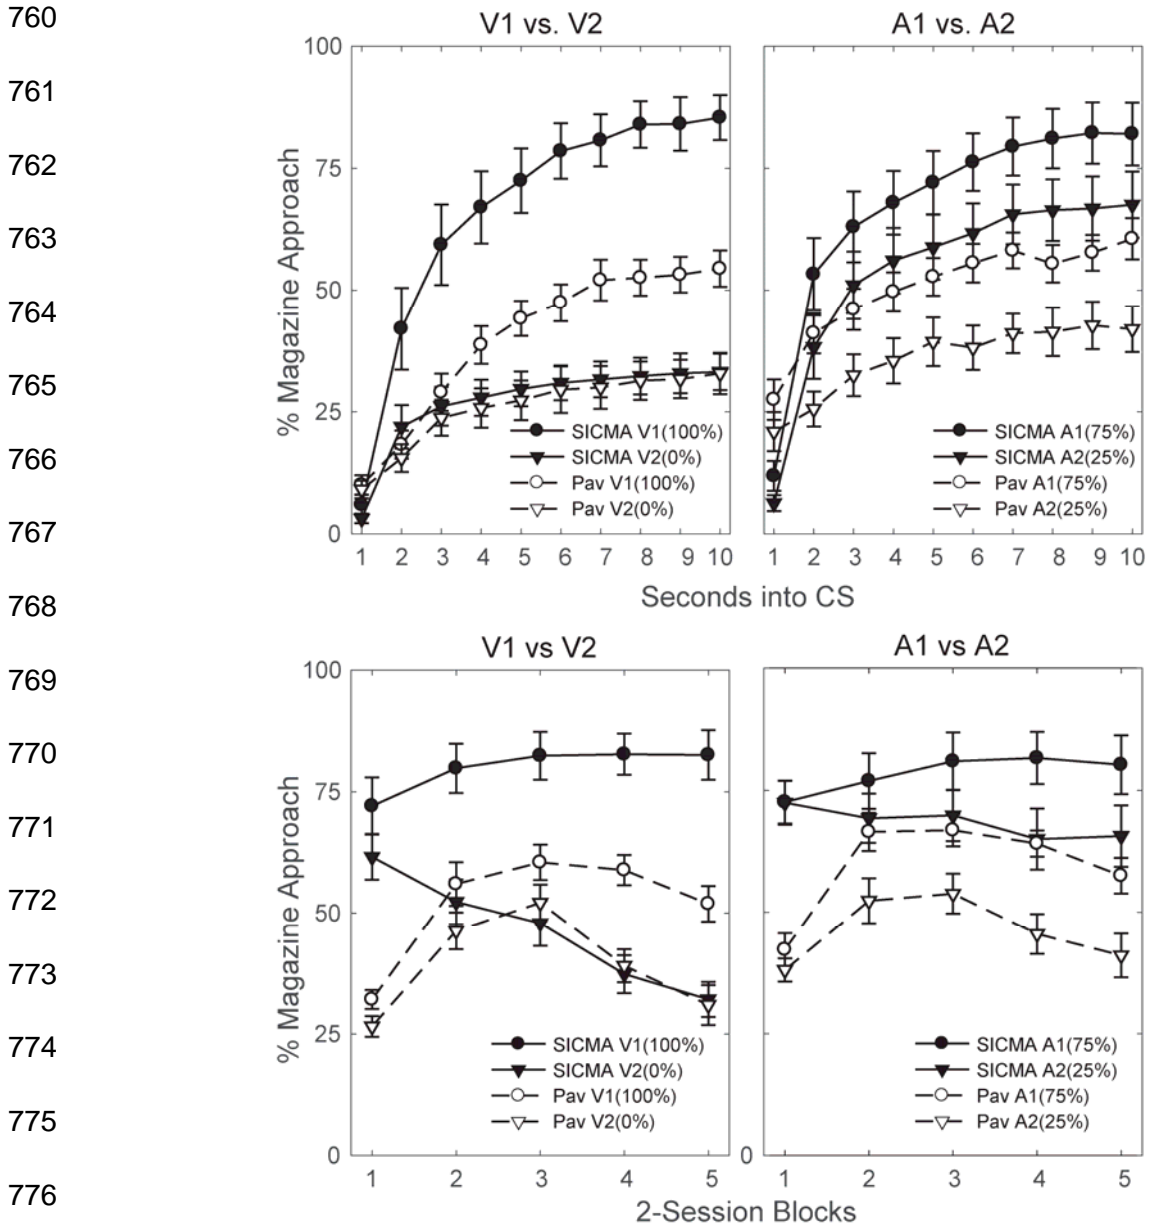 760
761
762
763
764
765
766
767
768
769
770
771
772
773
774
775
776
V1 vs. V2
A1 vs. A2
100
75
50
25
0
% Magazine Approach
SICMA V1(100%)
SICMA V2(0%)
Pav V1(100%)
Pav V2(0%)
SICMA A1(75%)
SICMA A2(25%)
Pav A1(75%)
Pav A2(25%)
1 2 3 4 5 6 7 8 9 10
1 2 3 4 5 6 7 8 9 10
Seconds into CS
V1 vs V2
A1 vs A2
100
75
50
25
0
% Magazine Approach
SICMA V1(100%)
SICMA V2(0%)
Pav V1(100%)
Pav V2(0%)
SICMA A1(75%)
SICMA A2(25%)
Pav A1(75%)
Pav A2(25%)
0
1 2 3 4 5
1 2 3 4 5
2-Session Blocks